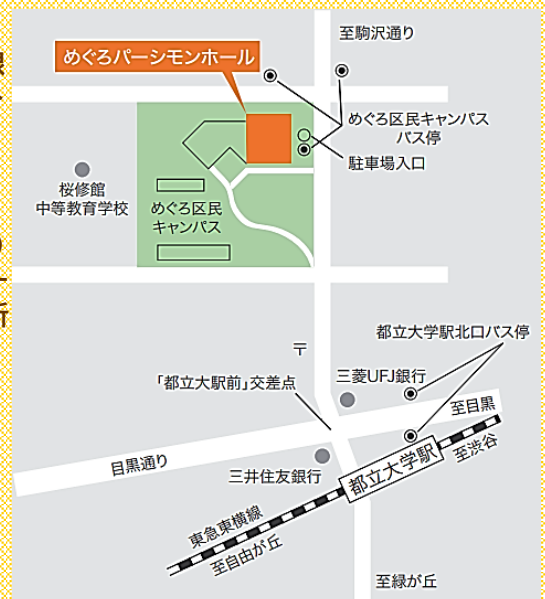 至駒沢通り
めぐろパーシモンホール
めぐろ区民キャンパス
バス停
駐車場入口
桜修館
中等教育学校
めぐろ区民
キャンパス
都立大学駅北口バス停
〒
三菱UFJ銀行
「都立大駅前」交差点
至目黒
目黒通り
三井住友銀行
都立大学駅
至渋谷
東急東横線
至自由が丘
至緑が丘